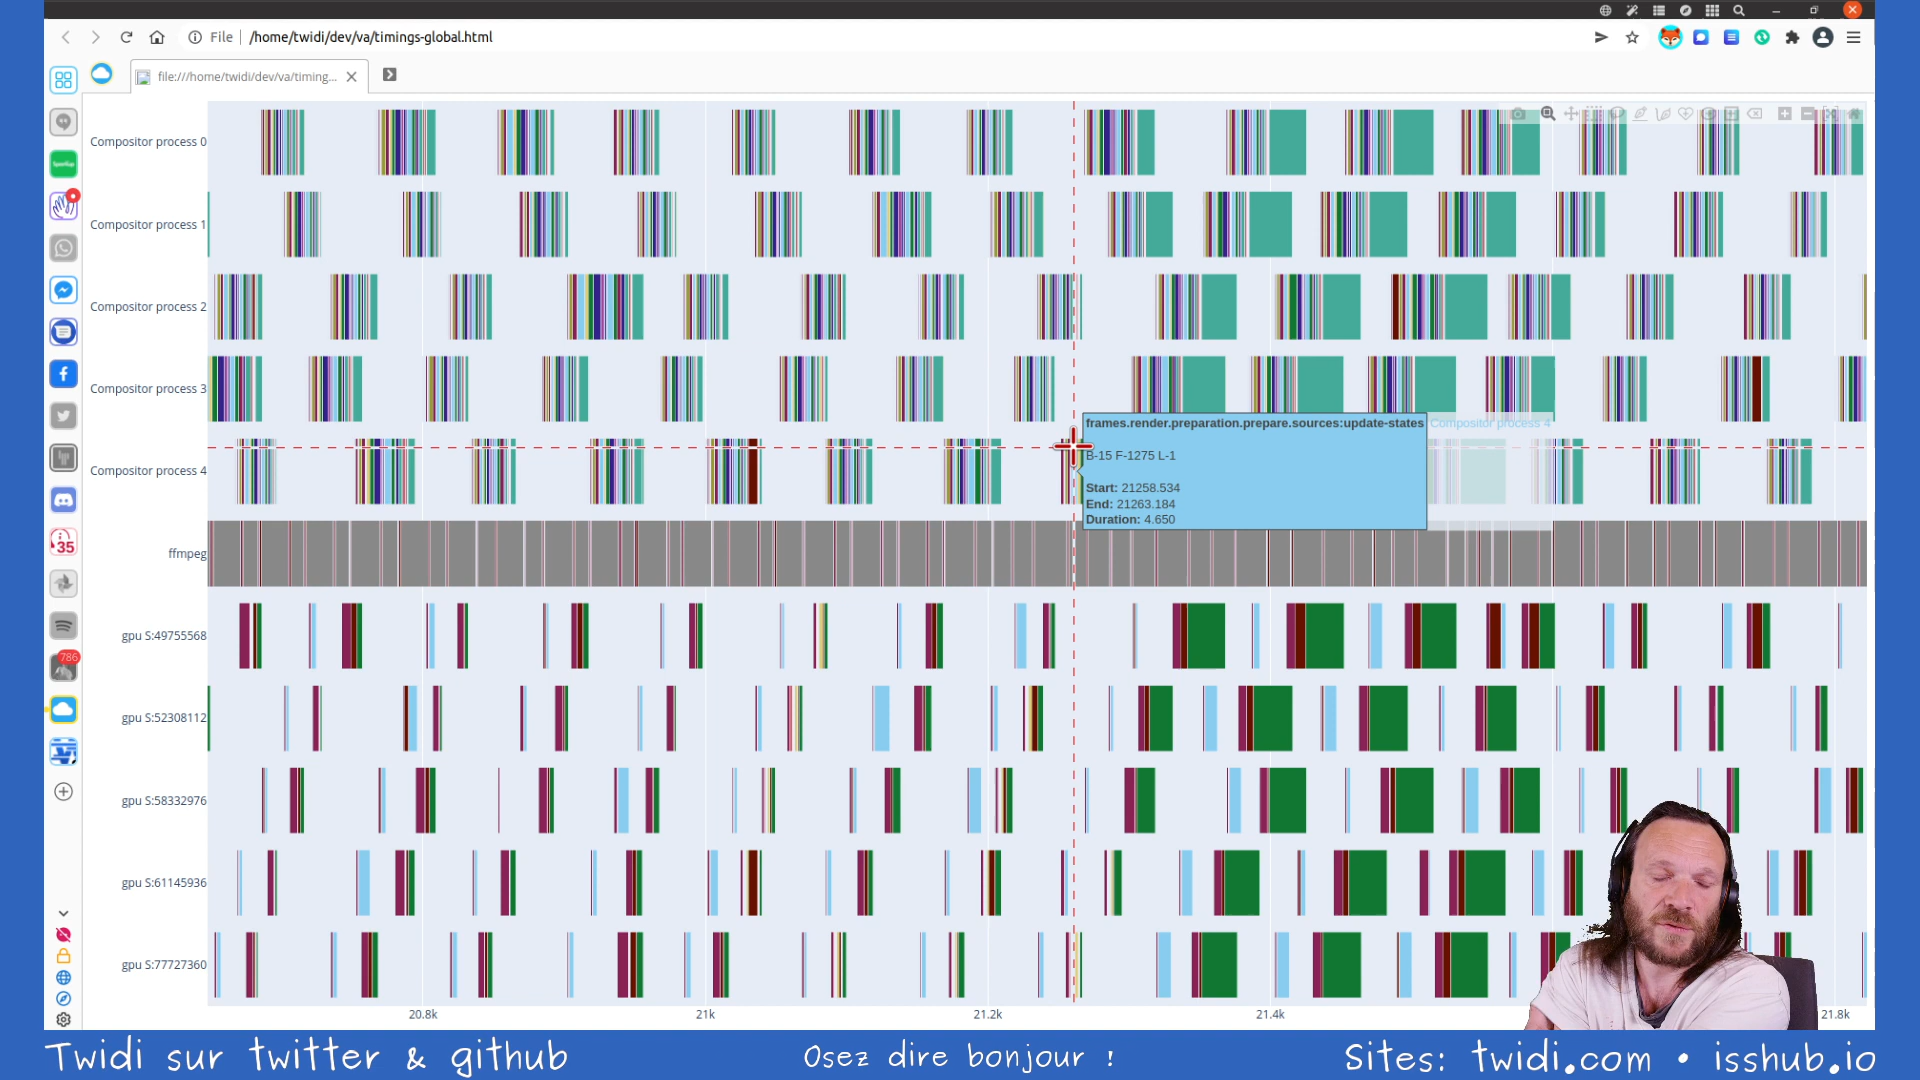 File | /home/twidi/dev/va/timings-global.html
file:///home/twidi/dev/va/timing...
Compositor process 0
Compositor process 1
Compositor process 2
Compositor process 3
frames.render.preparation.prepare.sources:update-states
Compositor process 4
B-15 F-1275 L-1
Compositor process 4
Start: 21258.534
End: 21263.184
Duration: 4.650
35
ffmpeg
gpu S:49755568
786
gpu S:52308112
gpu S:58332976
gpu S:61145936
gpu S:77727360
20.8k
21k
21.2k
21.4k
21.8k
Twidi sur twitter & github
Osez dire bonjour !
Sites: twidi.com • isshub.io